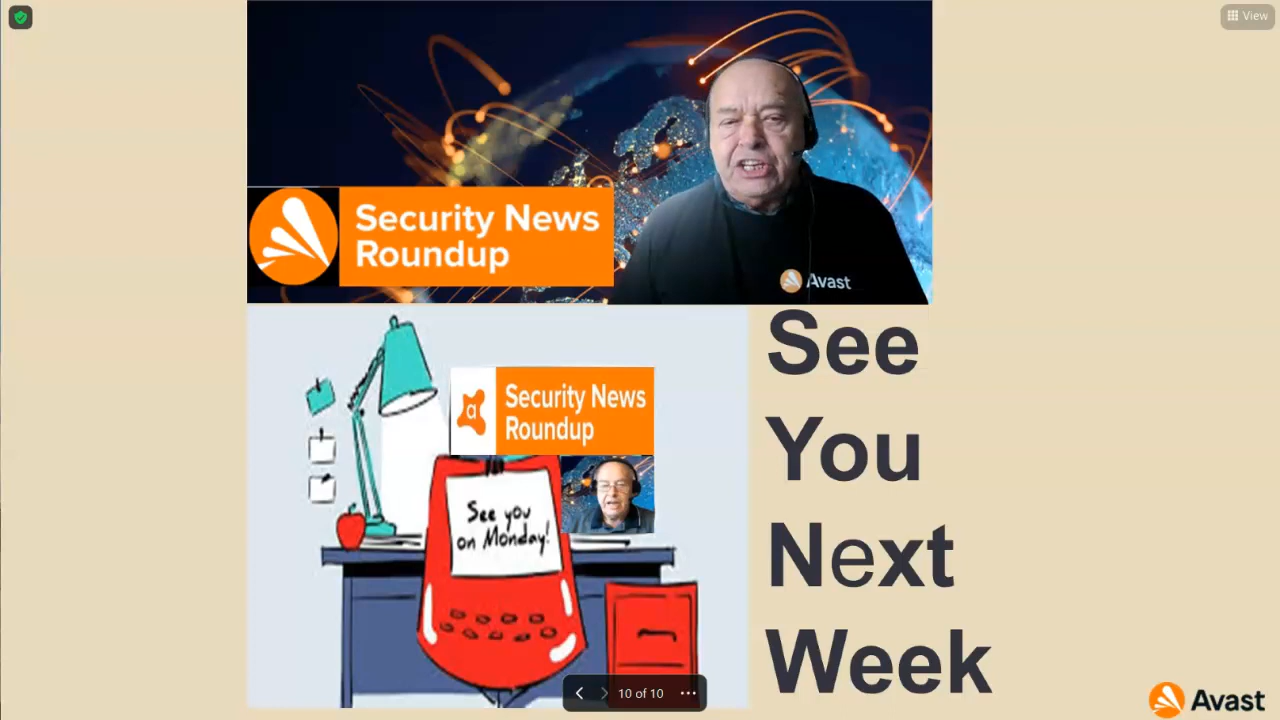 View
Security News
Roundup
Avast
See
You
Next
Week
a
Security News
Roundup
See you
on Monday!
10 of 10
Avast